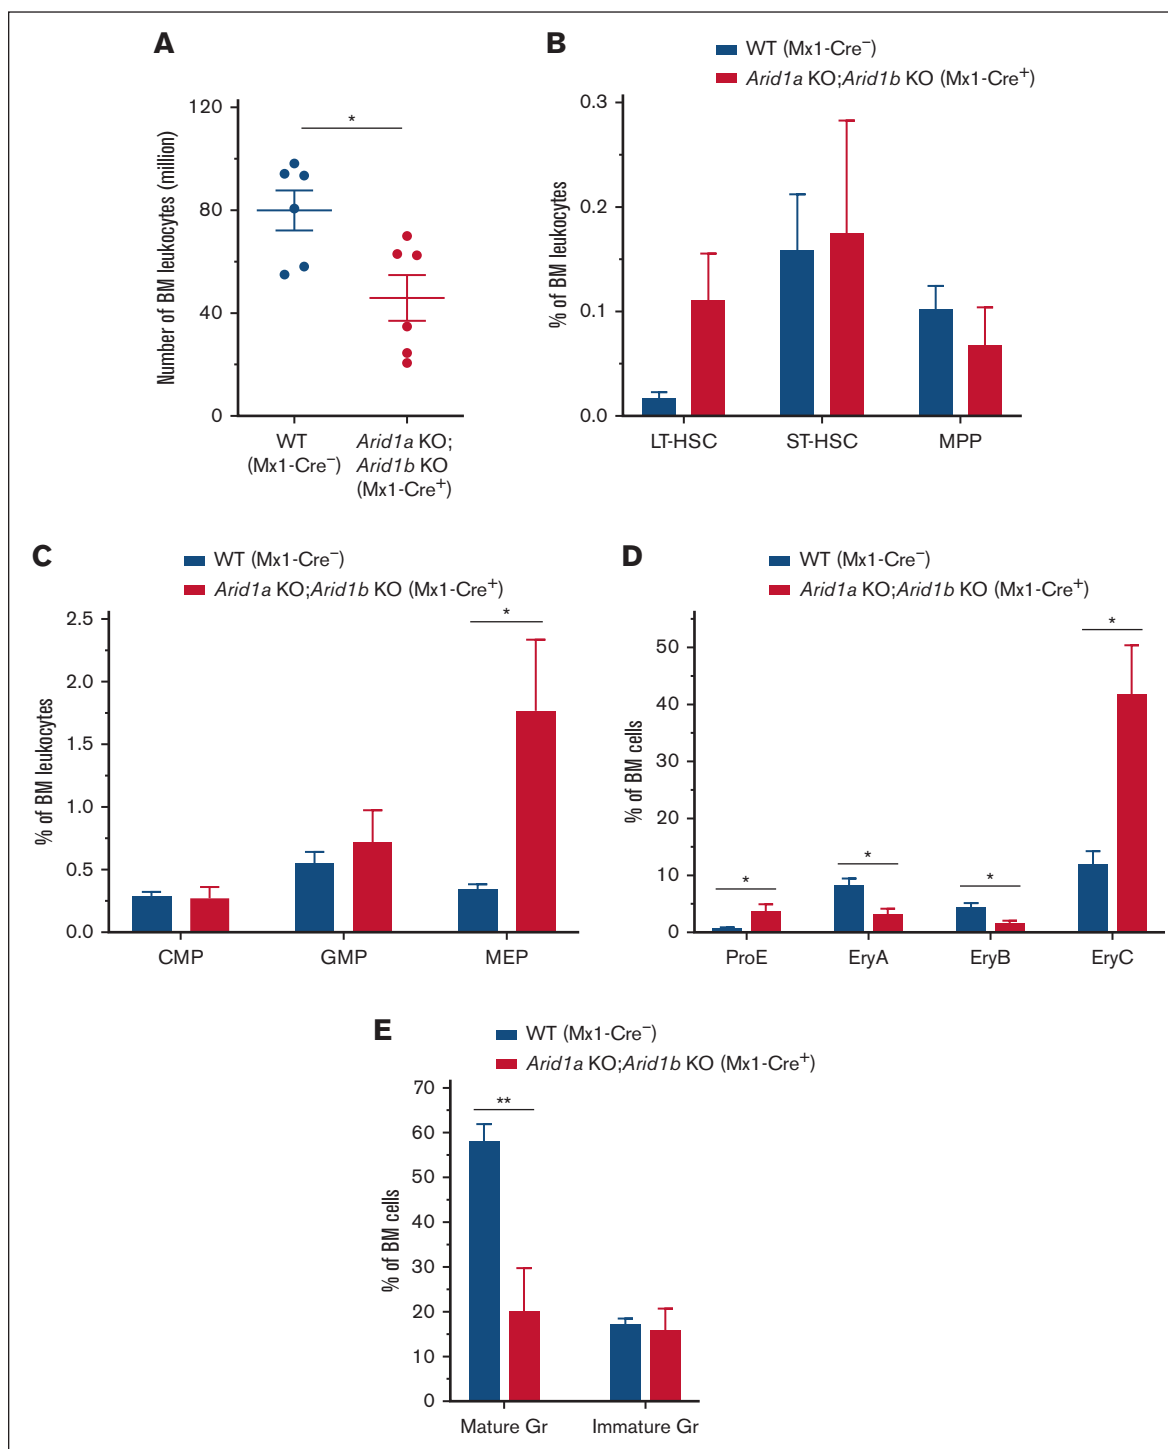 A
Number of BM leukocytes (million)
120
80
40
0
*
WT
(Mx1-Cre⁻)
Arid1a KO;
Arid1b KO
(Mx1-Cre⁺)
B
WT (Mx1-Cre⁻)
Arid1a KO;Arid1b KO (Mx1-Cre⁺)
% of BM leukocytes
0.3
0.2
0.1
0.0
LT-HSC
ST-HSC
MPP
C
WT (Mx1-Cre⁻)
Arid1a KO;Arid1b KO (Mx1-Cre⁺)
% of BM leukocytes
2.5
2.0
1.5
1.0
0.5
0.0
*
CMP
GMP
MEP
D
WT (Mx1-Cre⁻)
Arid1a KO;Arid1b KO (Mx1-Cre⁺)
% of BM cells
50
40
30
20
10
0
*
*
*
*
ProE
EryA
EryB
EryC
E
WT (Mx1-Cre⁻)
Arid1a KO;Arid1b KO (Mx1-Cre⁺)
% of BM cells
70
60
50
40
30
20
10
0
**
Mature Gr
Immature Gr